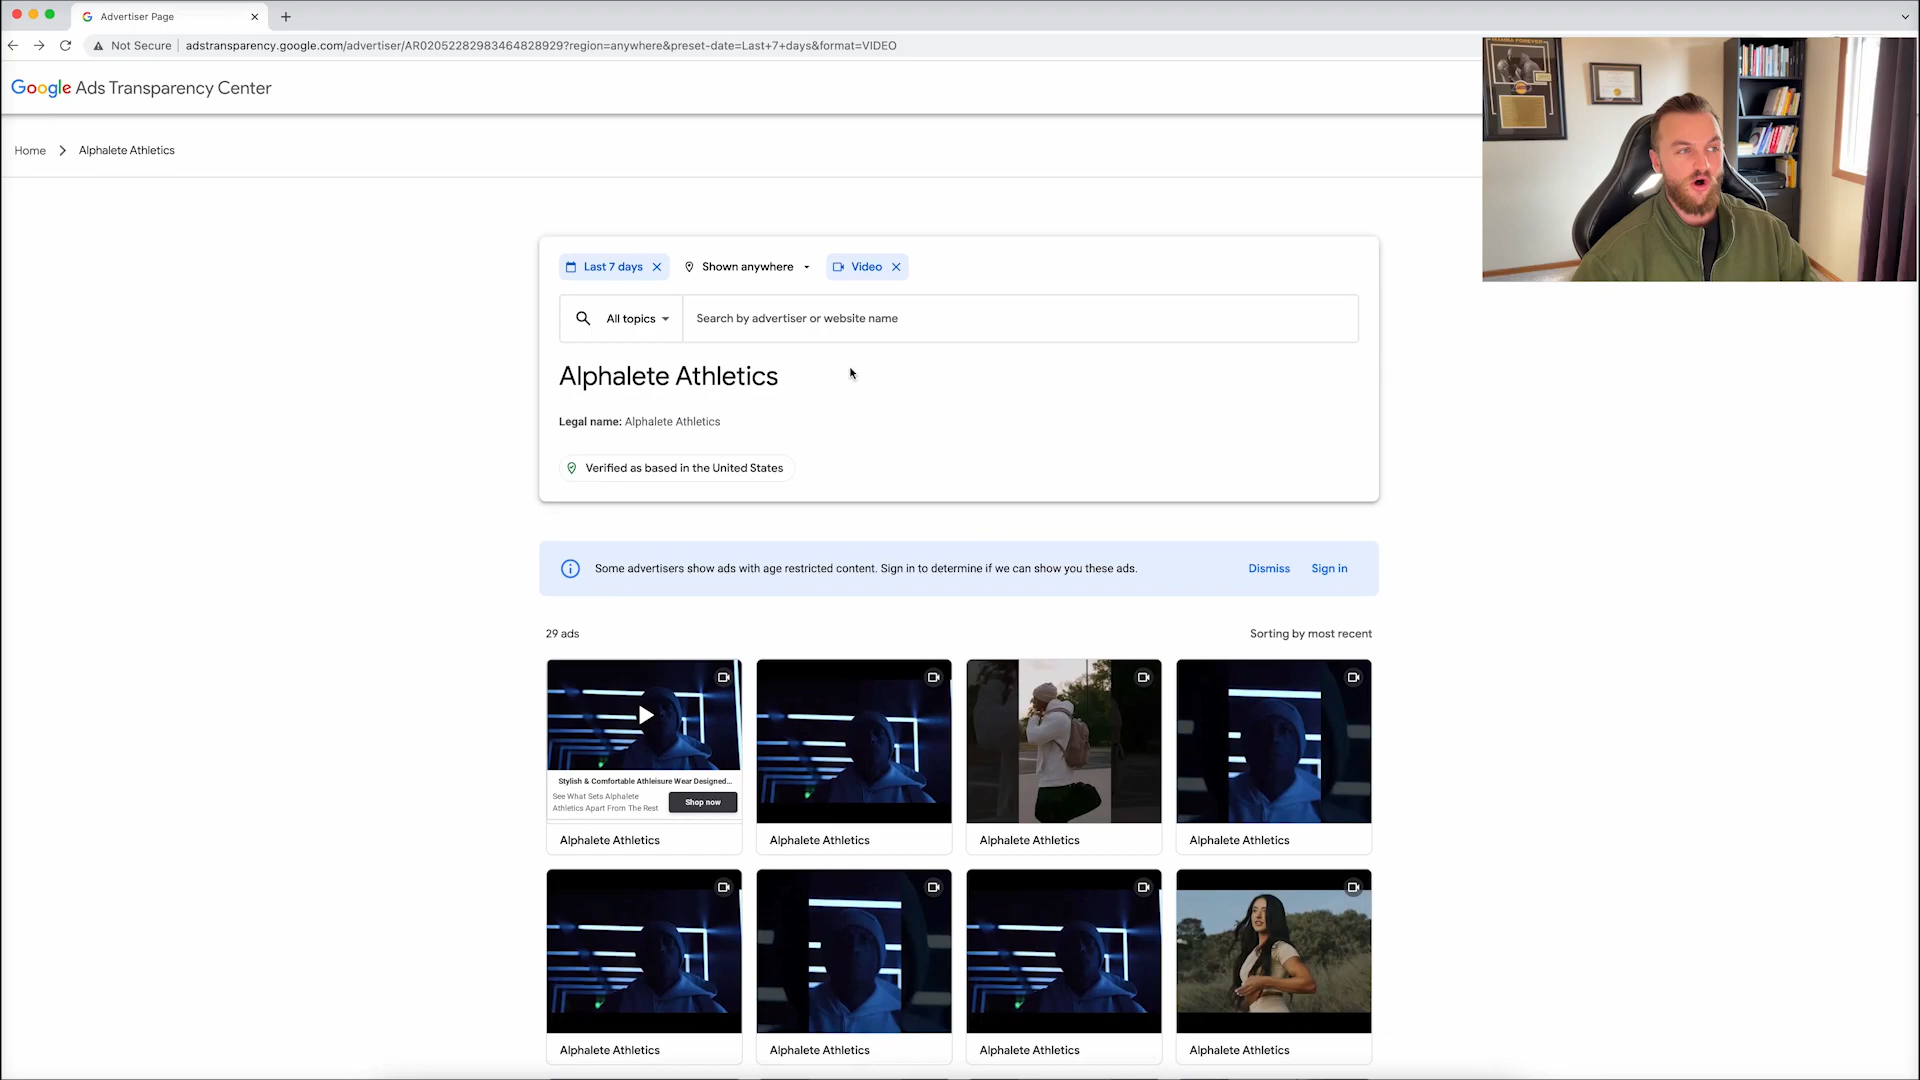 Advertiser Page
Not Secure
adstransparency.google.com/advertiser/AR02052282983464828929?region=anywhere&preset-date=Last+7+days&format=VIDEO
Google Ads Transparency Center
Home
Alphalete Athletics
Last 7 days
Shown anywhere
Video
All topics
Search by advertiser or website name
Alphalete Athletics
Legal name: Alphalete Athletics
Verified as based in the United States
Some advertisers show ads with age restricted content. Sign in to determine if we can show you these ads.
Dismiss
Sign in
29 ads
Sorting by most recent
Stylish & Comfortable Athleisure Wear Designed...
See What Sets Alphalete
Athletics Apart From The Rest
Shop now
Alphalete Athletics
Alphalete Athletics
Alphalete Athletics
Alphalete Athletics
Alphalete Athletics
Alphalete Athletics
Alphalete Athletics
Alphalete Athletics